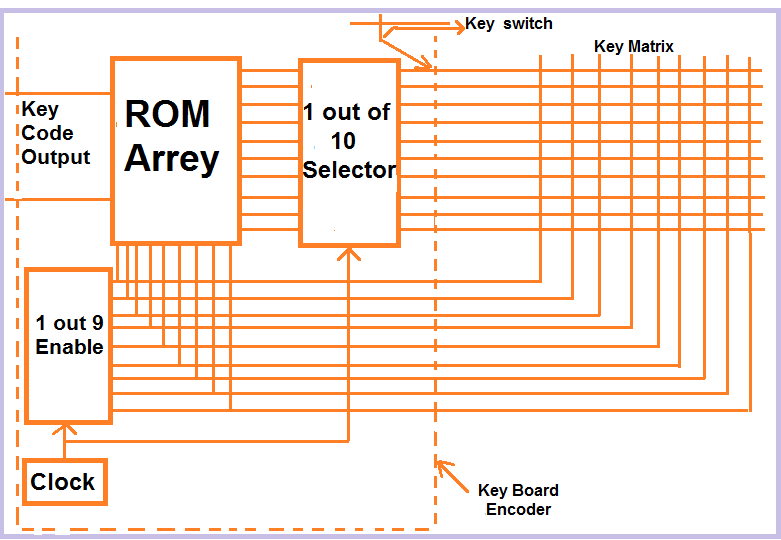 Key switch
Key Matrix
Key
Code
Output
ROM
Arrey
1 out of
10
Selector
1 out 9
Enable
Clock
Key Board
Encoder